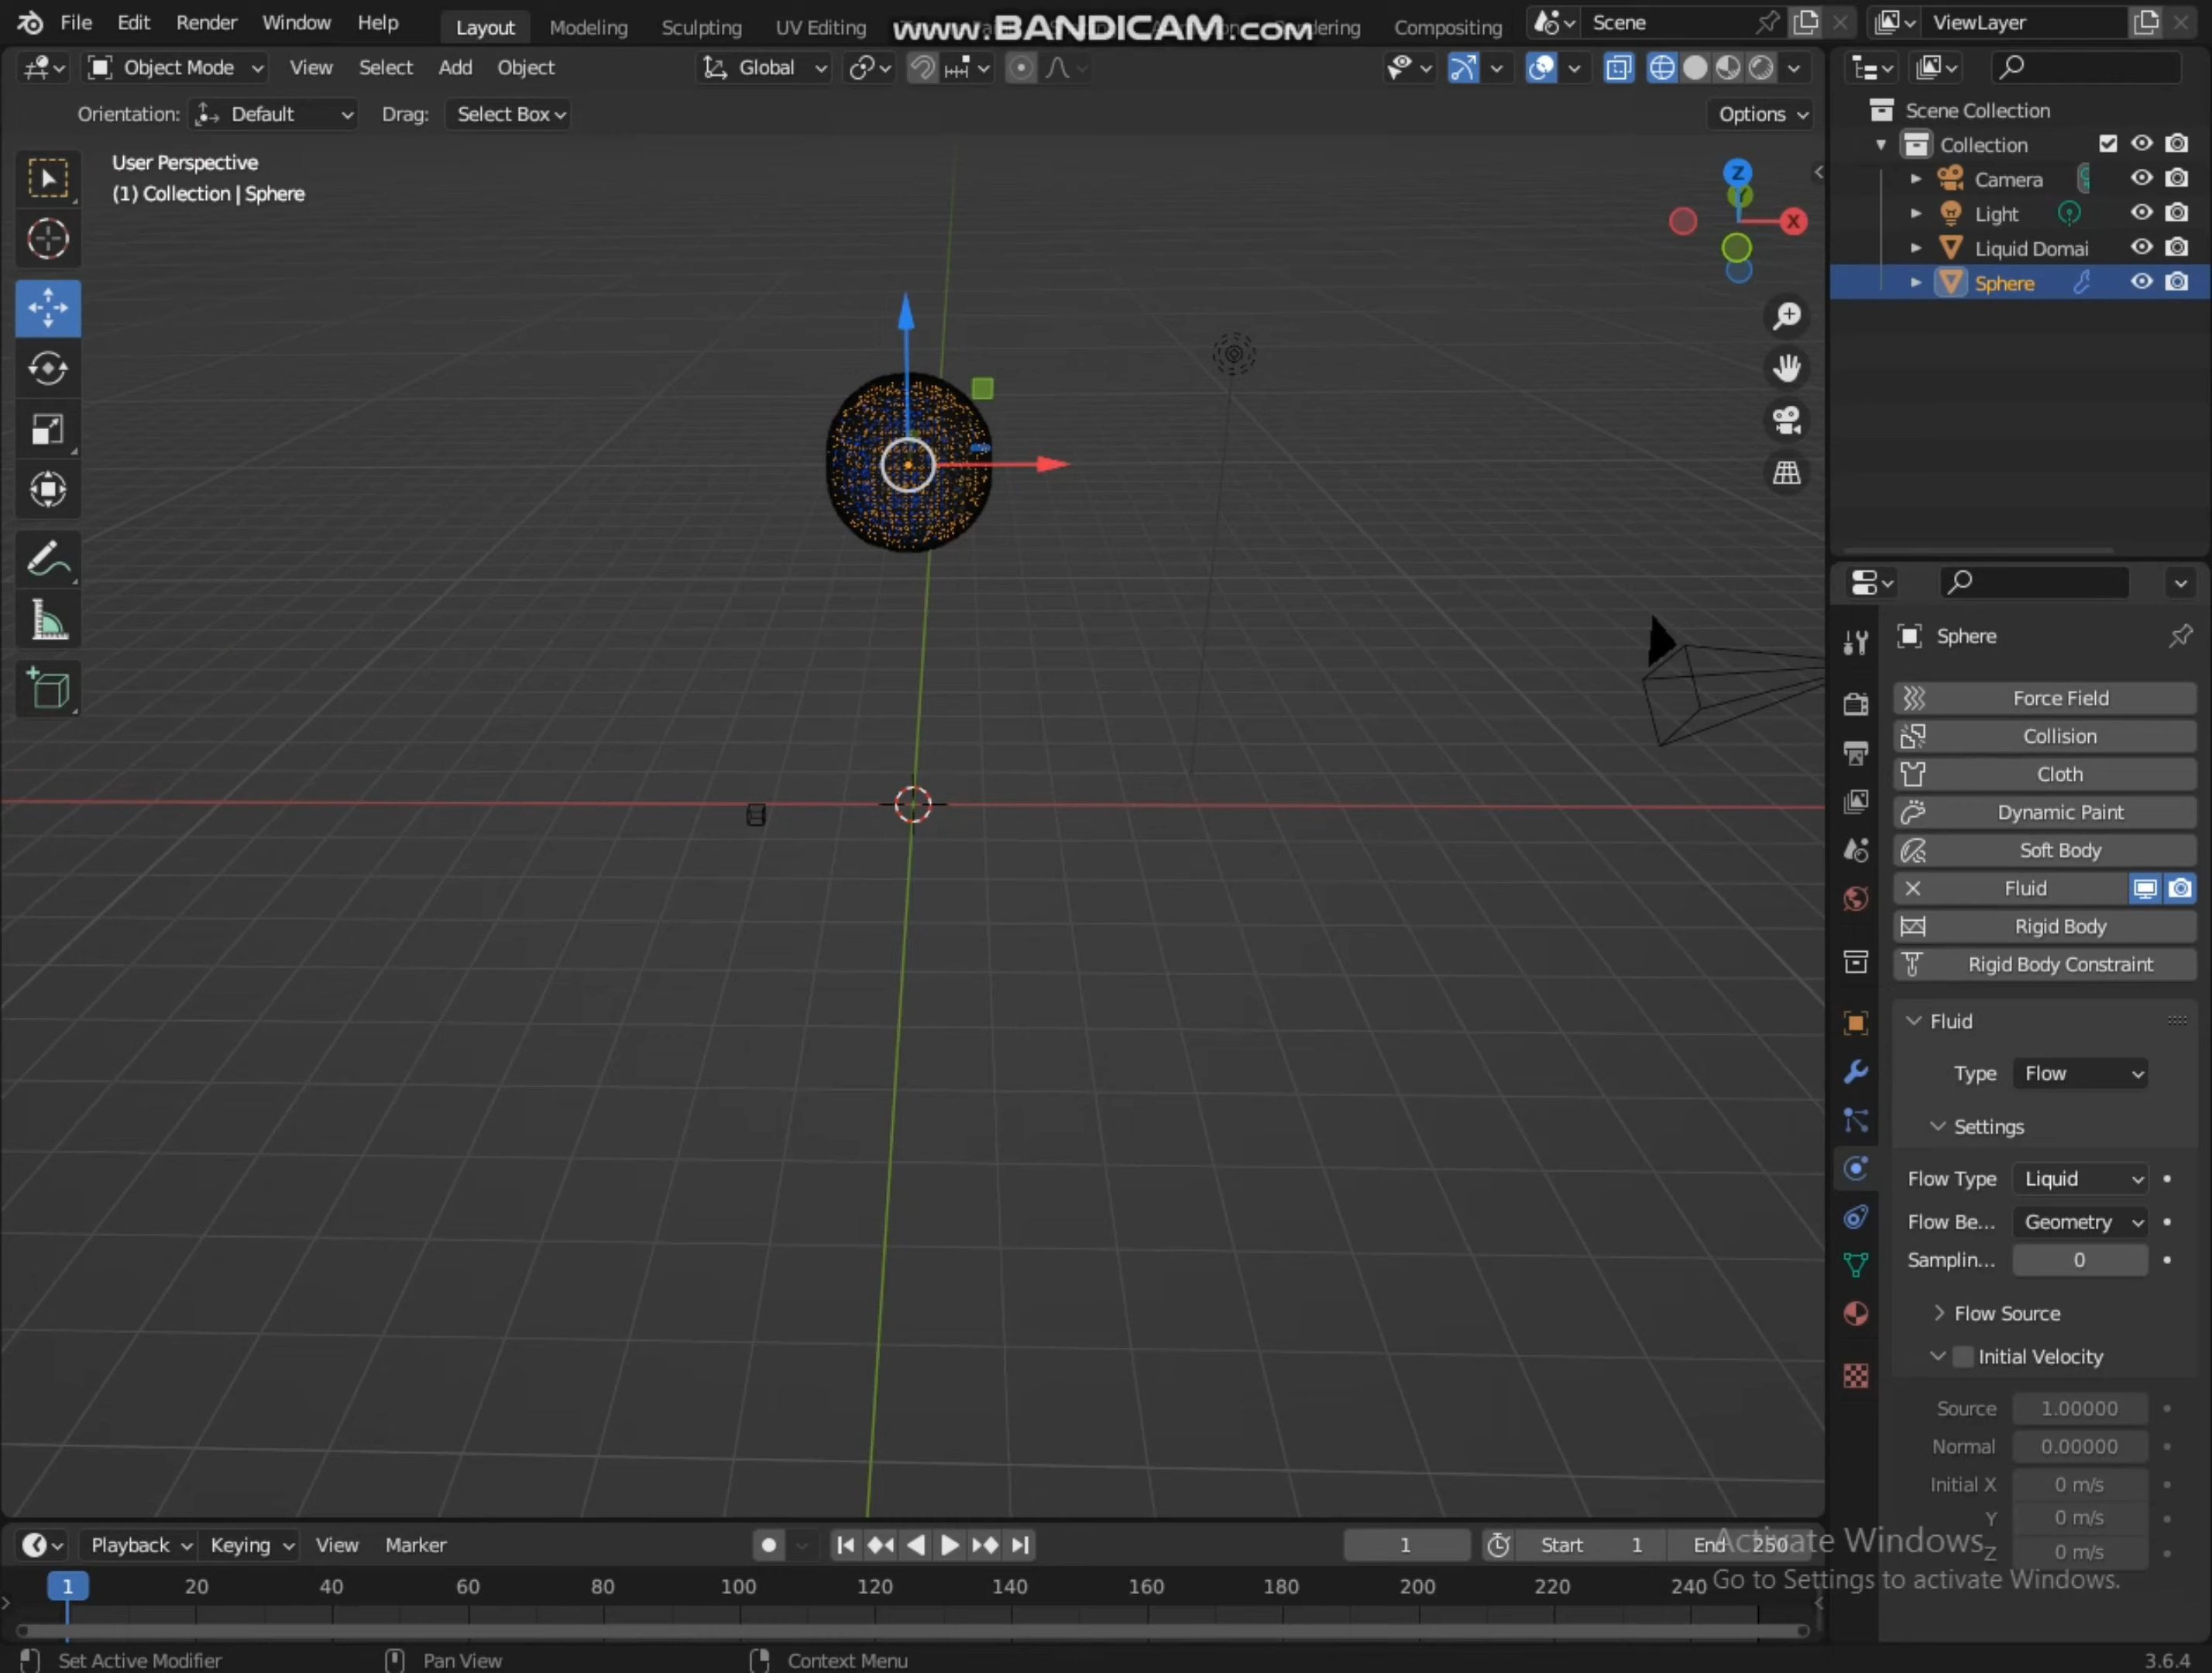 File Edit Render Window Help Layout Modeling Sculpting UV Editing www.BANDICAM.com Rendering Compositing Scene ViewLayer
Object Mode View Select Add Object Global
Orientation: Default Drag: Select Box Options
User Perspective
(1) Collection | Sphere
Z
X
Scene Collection
Collection
Camera
Light
Liquid Domai
Sphere
Sphere
Force Field
Collision
Cloth
Dynamic Paint
Soft Body
Fluid
Rigid Body
Rigid Body Constraint
Fluid
Type Flow
Settings
Flow Type Liquid
Flow Be... Geometry
Samplin... 0
Flow Source
Initial Velocity
Source 1.00000
Normal 0.00000
Initial X 0 m/s
Y 0 m/s
Z 0 m/s
Activate Windows
Go to Settings to activate Windows.
Playback Keying View Marker 1 Start 1 End 250
1 20 40 60 80 100 120 140 160 180 200 220 240
Set Active Modifier Pan View Context Menu 3.6.4